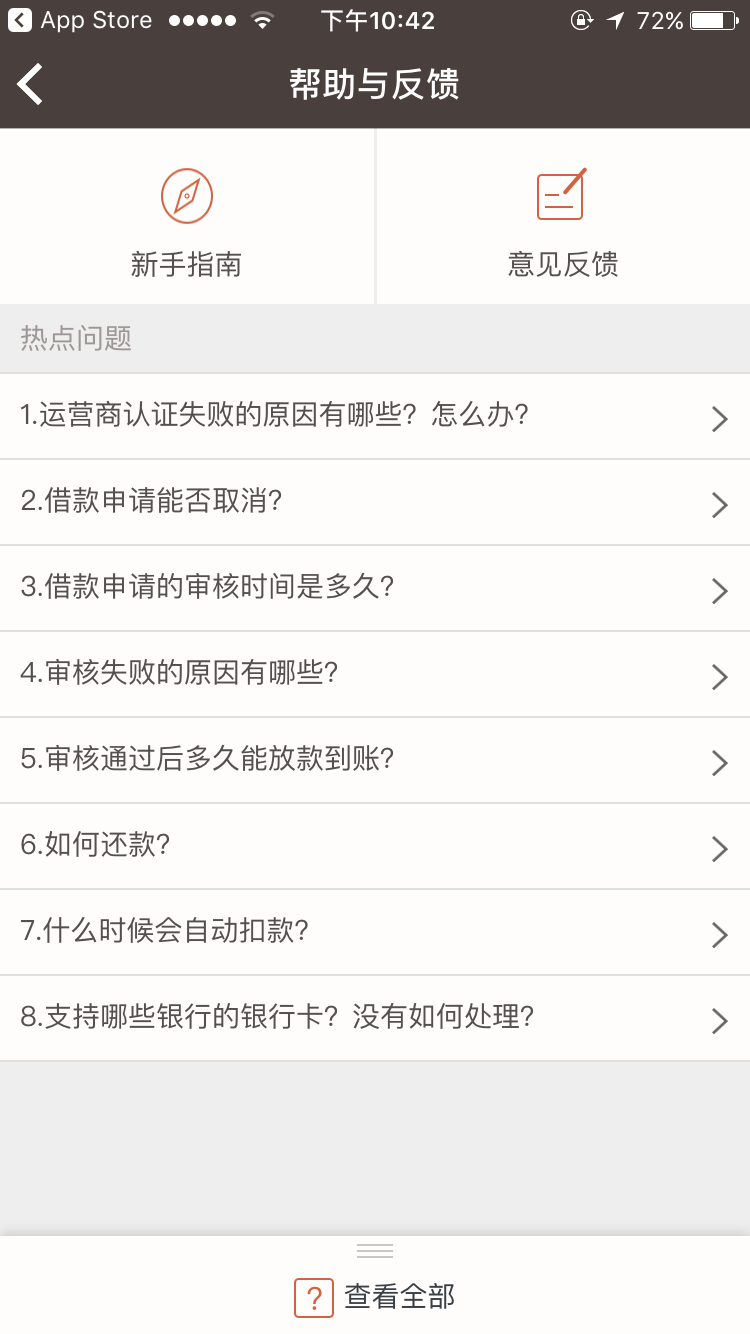 App Store
下午10:42
72%
帮助与反馈
新手指南
意见反馈
热点问题
1.运营商认证失败的原因有哪些？怎么办？
2.借款申请能否取消？
3.借款申请的审核时间是多久？
4.审核失败的原因有哪些？
5.审核通过后多久能放款到账？
6.如何还款？
7.什么时候会自动扣款？
8.支持哪些银行的银行卡？没有如何处理？
? 查看全部